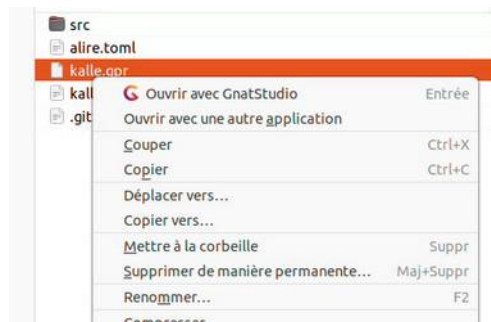 src
alire.toml
kalle.gpr
kall
.git
Ouvrir avec GnatStudio Entrée
Ouvrir avec une autre application
Couper Ctrl+X
Copier Ctrl+C
Déplacer vers...
Copier vers...
Mettre à la corbeille Suppr
Supprimer de manière permanente... Maj+Suppr
Renommer... F2
Compresser